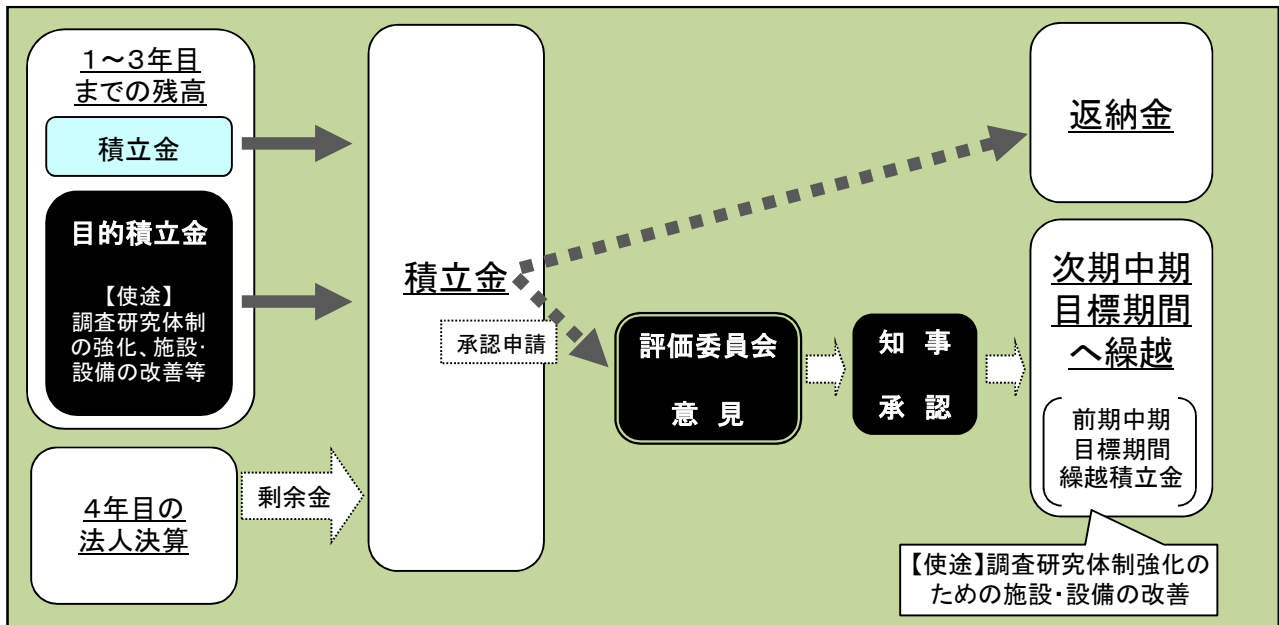 1～3年目
までの残高
積立金
目的積立金
【使途】
調査研究体制
の強化、施設・
設備の改善等
4年目の
法人決算
剰余金
積立金
承認申請
評価委員会
意 見
知 事
承 認
返納金
次期中期
目標期間
へ繰越
前期中期
目標期間
繰越積立金
【使途】調査研究体制強化の
ための施設・設備の改善